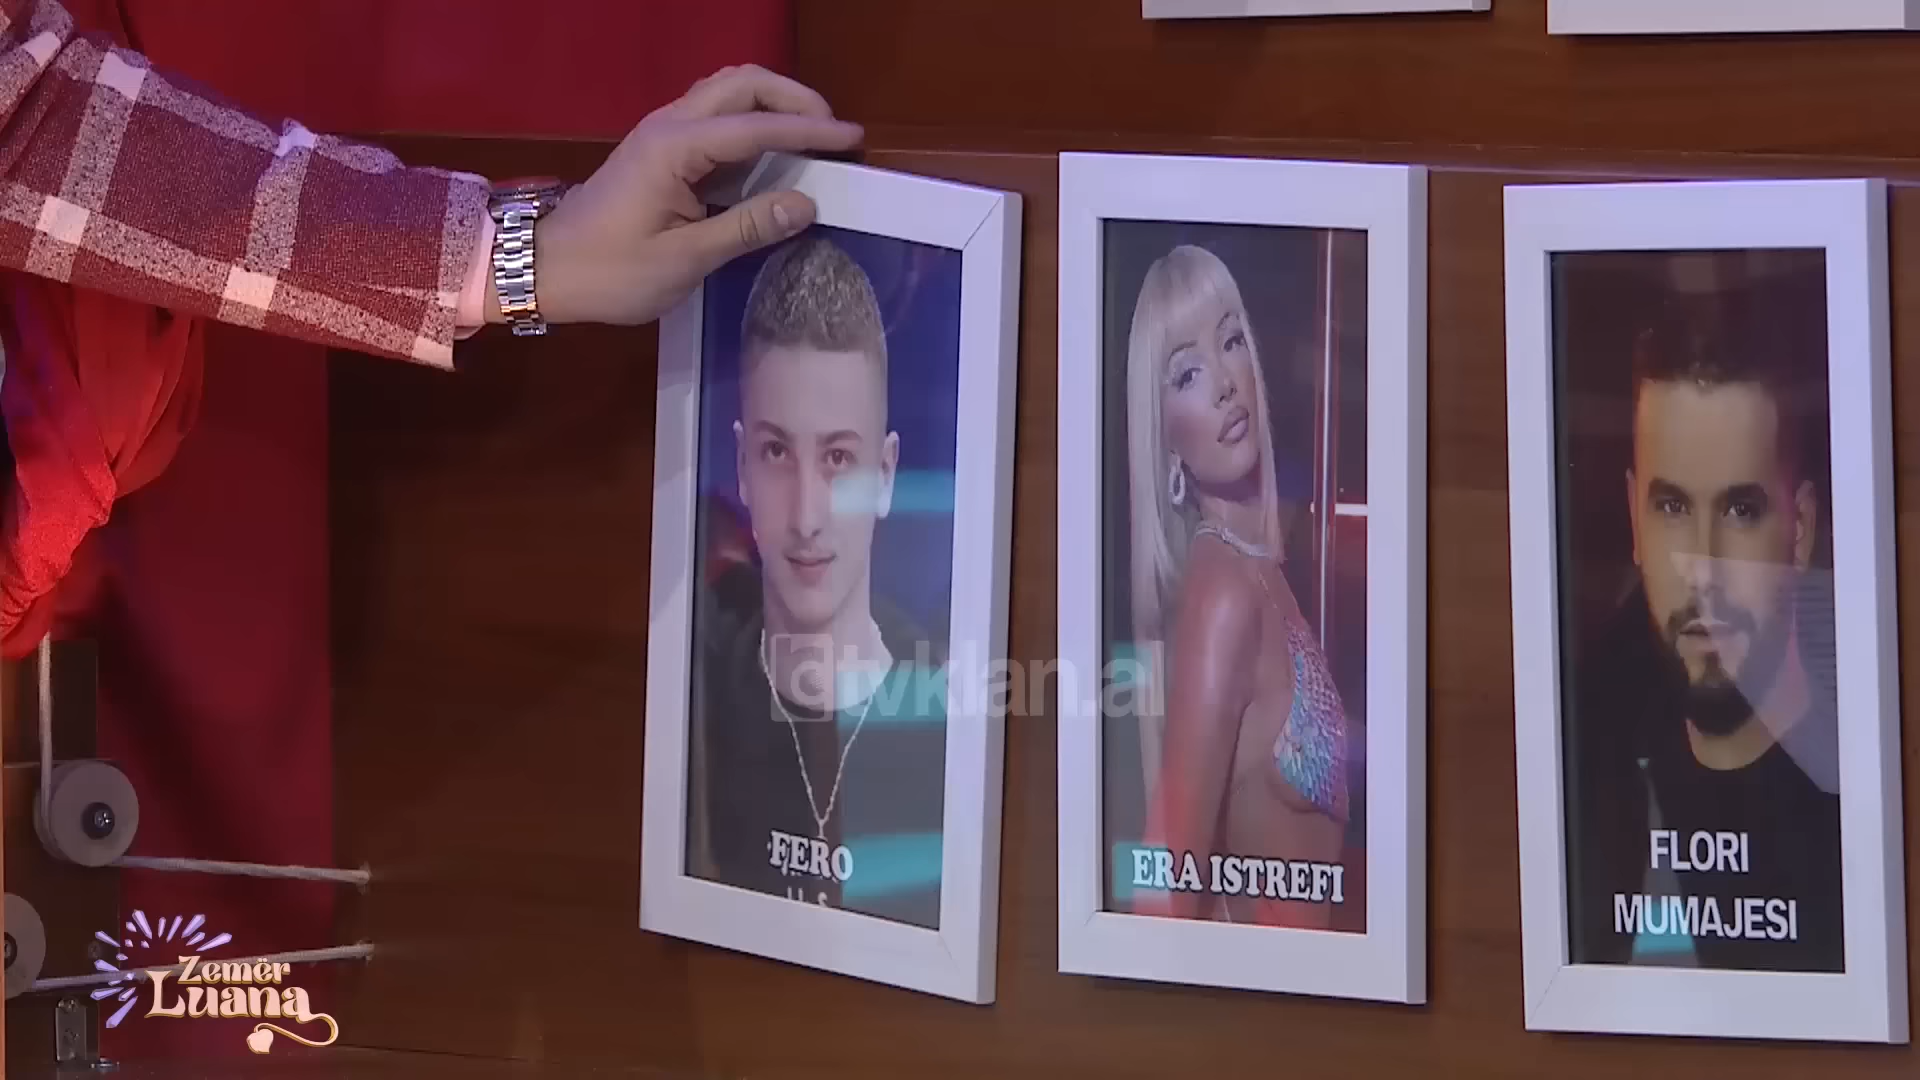 FERO
ERA ISTREFI
FLORI
MUMAJESI
tvklan.al
Zemër
Luana